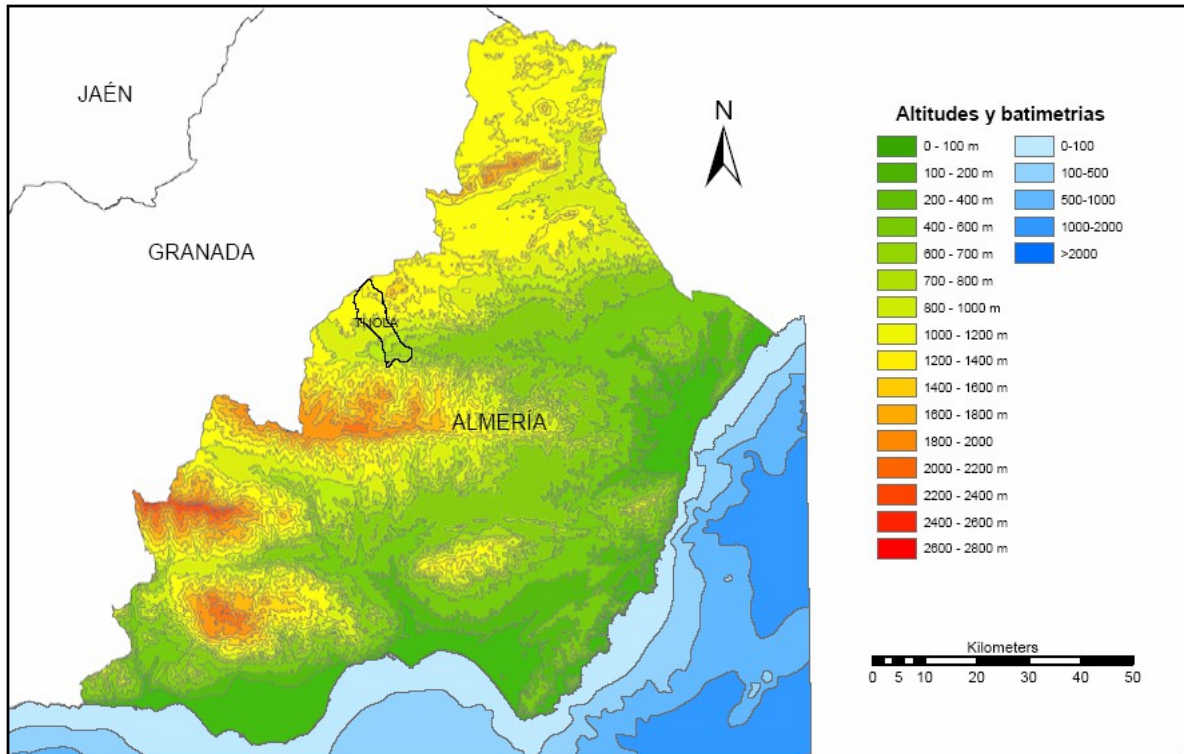 JAÉN
GRANADA
TIJOLA
ALMERÍA
N
Altitudes y batimetrias
0 - 100 m
100 - 200 m
200 - 400 m
400 - 600 m
600 - 700 m
700 - 800 m
800 - 1000 m
1000 - 1200 m
1200 - 1400 m
1400 - 1600 m
1600 - 1800 m
1800 - 2000
2000 - 2200 m
2200 - 2400 m
2400 - 2600 m
2600 - 2800 m
0-100
100-500
500-1000
1000-2000
>2000
Kilometers
0 5 10 20 30 40 50